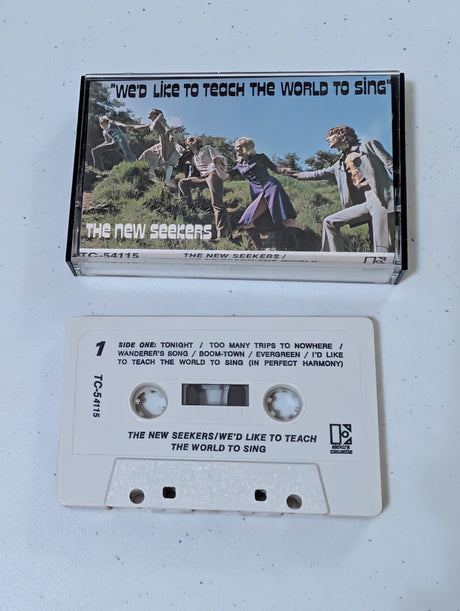 "WE'D LIKE TO TEACH THE WORLD TO SING"
THE NEW SEEKERS
TC-54115
THE NEW SEEKERS /
1
SIDE ONE: TONIGHT / TOO MANY TRIPS TO NOWHERE /
WANDERER'S SONG / BOOM-TOWN / EVERGREEN / I'D LIKE
TO TEACH THE WORLD TO SING (IN PERFECT HARMONY)
TC-54115
THE NEW SEEKERS/WE'D LIKE TO TEACH
THE WORLD TO SING